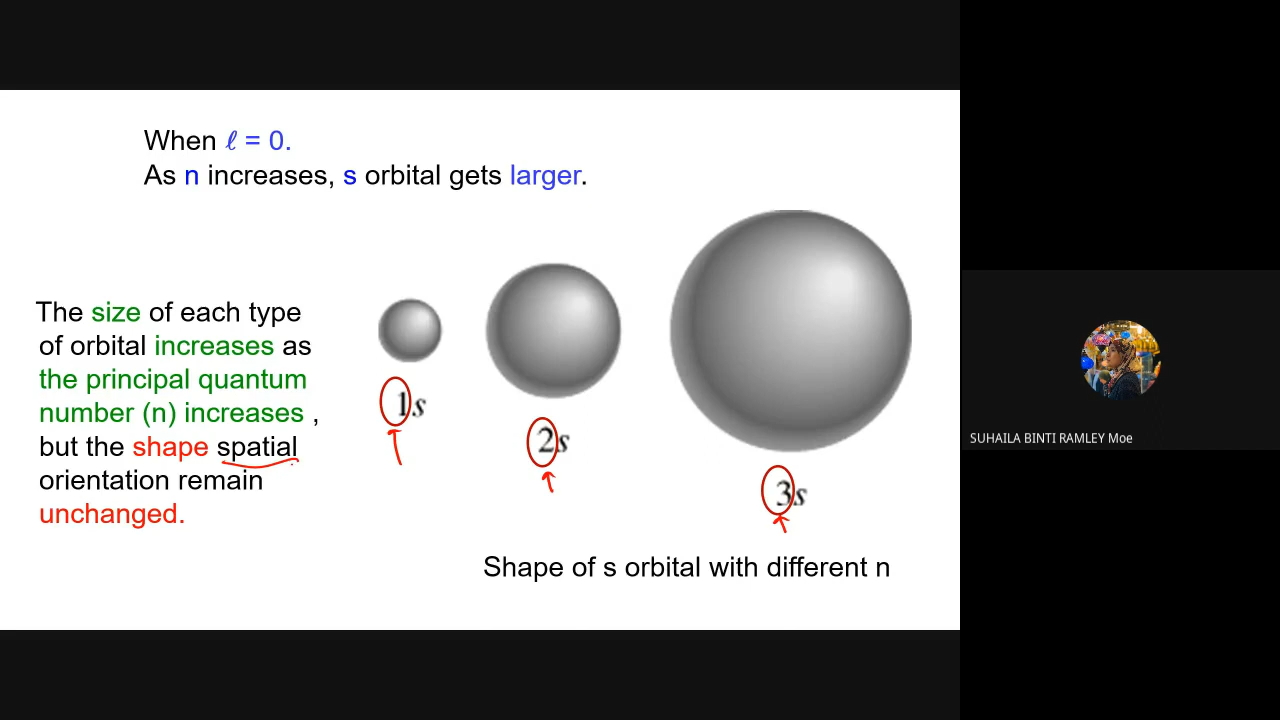 When ℓ = 0.
As n increases, s orbital gets larger.
The size of each type
of orbital increases as
the principal quantum
number (n) increases ,
but the shape spatial
orientation remain
unchanged.
1s
2s
3s
Shape of s orbital with different n
SUHAILA BINTI RAMLEY Moe